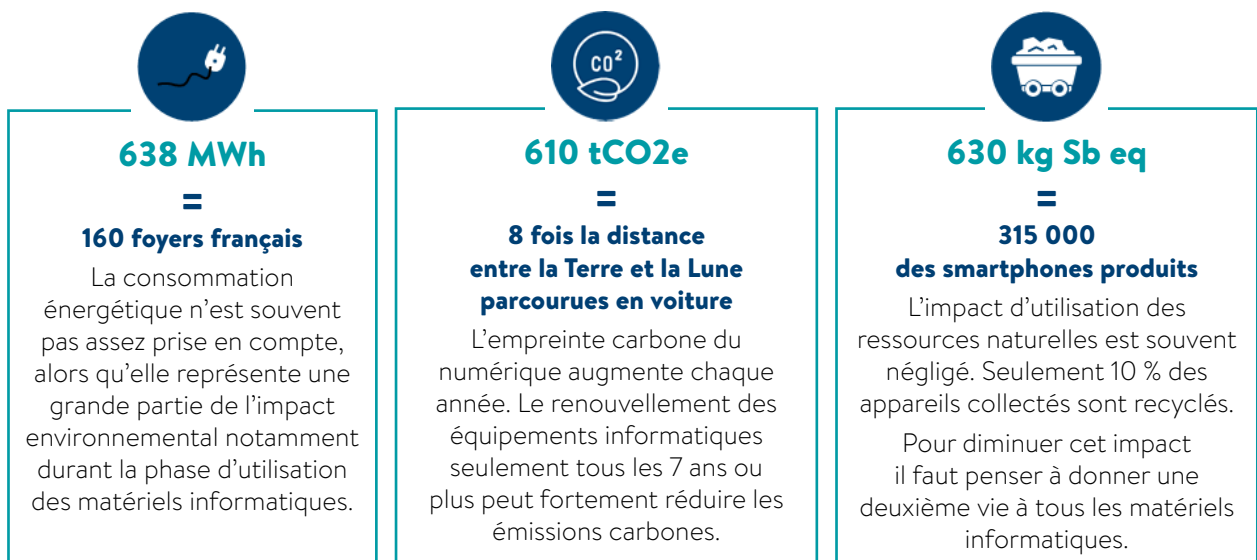 638 MWh
=
160 foyers français
La consommation
énergétique n’est souvent
pas assez prise en compte,
alors qu’elle représente une
grande partie de l’impact
environnemental notamment
durant la phase d’utilisation
des matériels informatiques.
CO²
610 tCO2e
=
8 fois la distance
entre la Terre et la Lune
parcourues en voiture
L’empreinte carbone du
numérique augmente chaque
année. Le renouvellement des
équipements informatiques
seulement tous les 7 ans ou
plus peut fortement réduire les
émissions carbones.
630 kg Sb eq
=
315 000
des smartphones produits
L’impact d’utilisation des
ressources naturelles est souvent
négligé. Seulement 10 % des
appareils collectés sont recyclés.
Pour diminuer cet impact
il faut penser à donner une
deuxième vie à tous les matériels
informatiques.